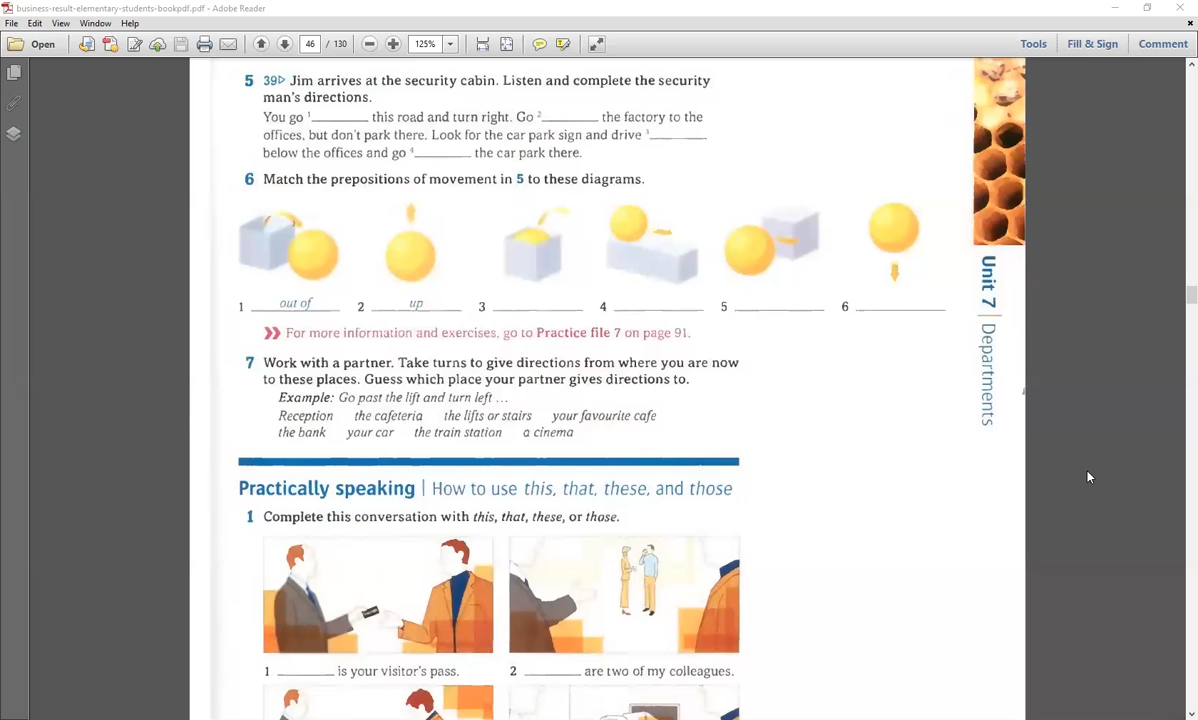 business-result-elementary-students-bookpdf.pdf - Adobe Reader
File Edit View Window Help
Open 46 / 130 125% Tools Fill & Sign Comment
5 39 Jim arrives at the security cabin. Listen and complete the security
man's directions.
You go 1________ this road and turn right. Go 2________ the factory to the
offices, but don't park there. Look for the car park sign and drive 3________
below the offices and go 4________ the car park there.
6 Match the prepositions of movement in 5 to these diagrams.
1 out of 2 up 3 ________ 4 ________ 5 ________ 6 ________
For more information and exercises, go to Practice file 7 on page 91.
7 Work with a partner. Take turns to give directions from where you are now
to these places. Guess which place your partner gives directions to.
Example: Go past the lift and turn left ...
Reception the cafeteria the lifts or stairs your favourite cafe
the bank your car the train station a cinema
Practically speaking | How to use this, that, these, and those
1 Complete this conversation with this, that, these, or those.
1 ________ is your visitor's pass. 2 ________ are two of my colleagues.
Unit 7 | Departments